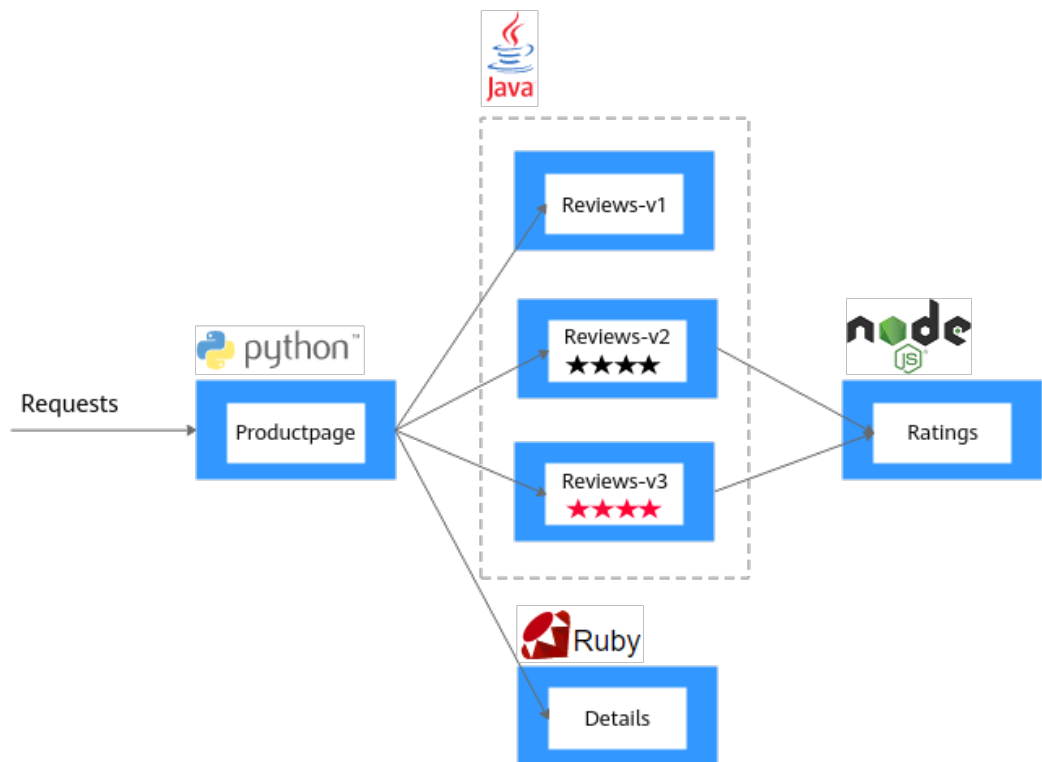 Java
Reviews-v1
Reviews-v2
python™
node
JS
Requests
Productpage
Ratings
Reviews-v3
Ruby
Details